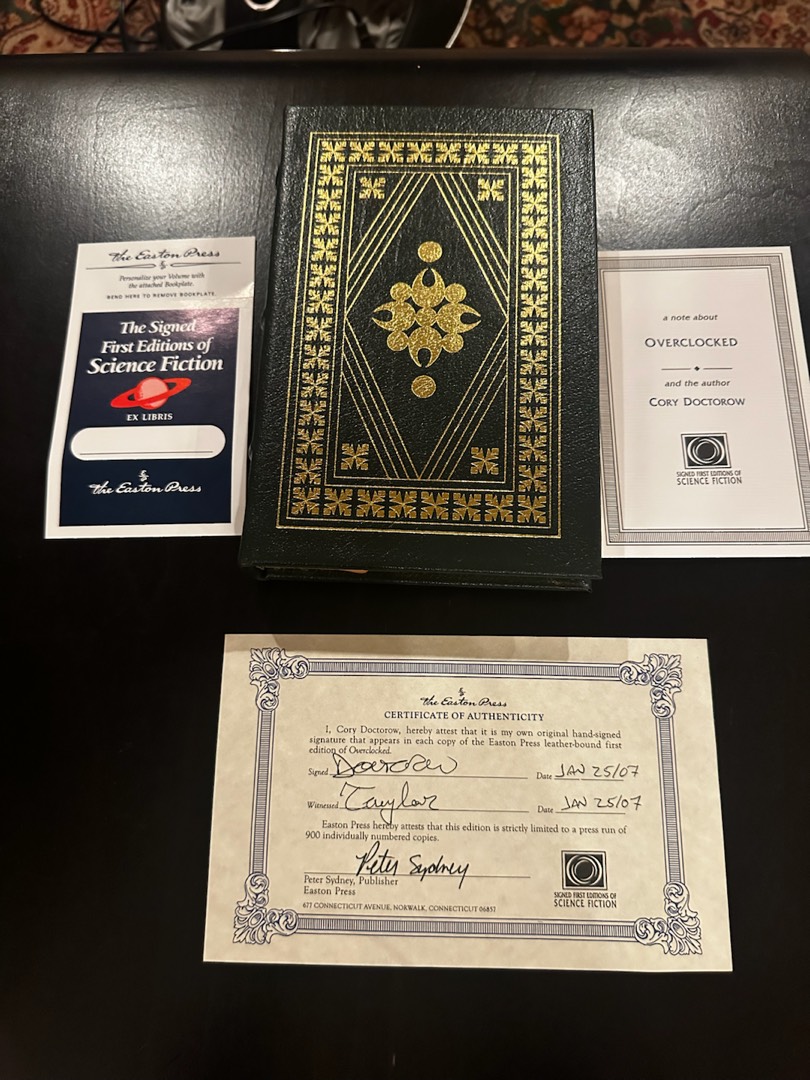 The Easton Press
Personalize your Volume with
the attached Bookplate.
BEND HERE TO REMOVE BOOKPLATE.
The Signed
First Editions of
Science Fiction
EX LIBRIS
The Easton Press
a note about
OVERCLOCKED
and the author
CORY DOCTOROW
SIGNED FIRST EDITIONS OF
SCIENCE FICTION
The Easton Press
CERTIFICATE OF AUTHENTICITY
I, Cory Doctorow, hereby attest that it is my own original hand-signed
signature that appears in each copy of the Easton Press leather-bound first
edition of Overclocked.
Signed Doctorow Date JAN 25/07
Witnessed Taylor Date JAN 25/07
Easton Press hereby attests that this edition is strictly limited to a press run of
900 individually numbered copies.
Peter Sydney
Peter Sydney, Publisher
Easton Press
677 CONNECTICUT AVENUE, NORWALK, CONNECTICUT 06857
SIGNED FIRST EDITIONS OF
SCIENCE FICTION